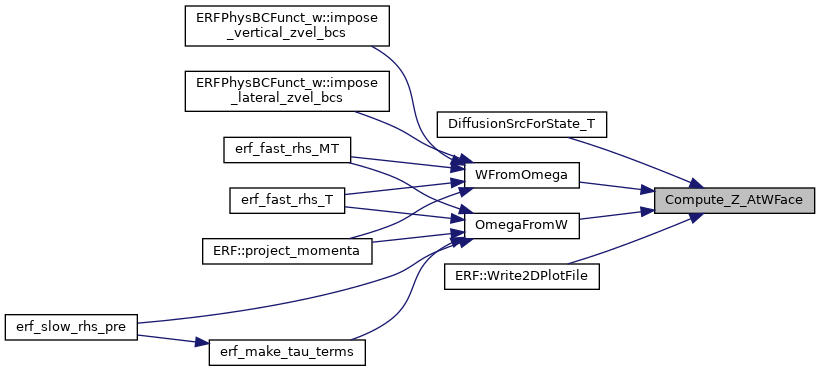 ERFPhysBCFunct_w::impose
_vertical_zvel_bcs
ERFPhysBCFunct_w::impose
_lateral_zvel_bcs
DiffusionSrcForState_T
erf_fast_rhs_MT
WFromOmega
erf_fast_rhs_T
Compute_Z_AtWFace
OmegaFromW
ERF::project_momenta
ERF::Write2DPlotFile
erf_slow_rhs_pre
erf_make_tau_terms